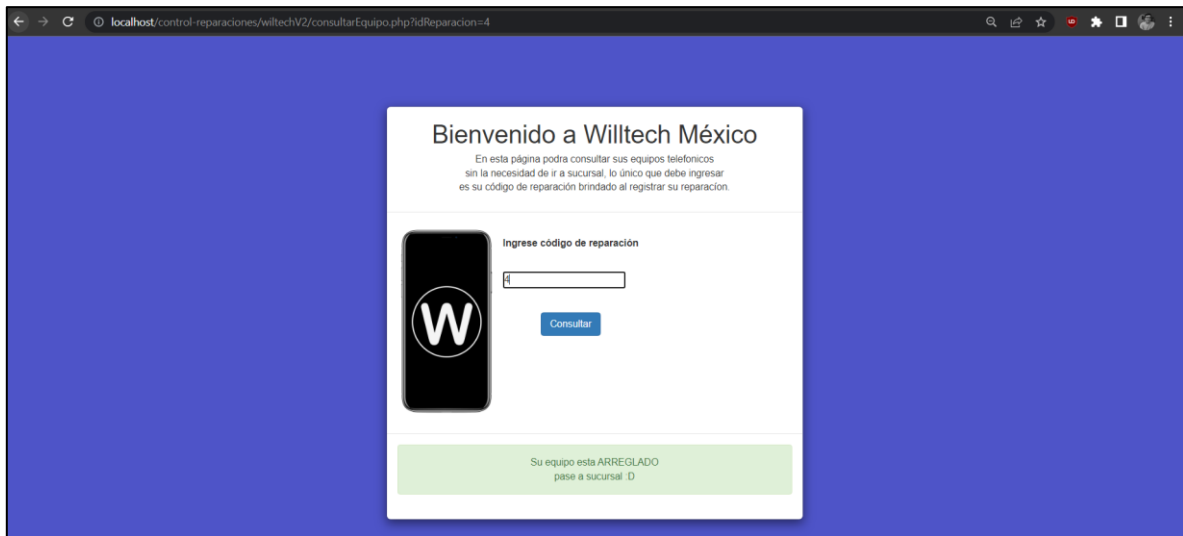 localhost/control-reparaciones/wiltechV2/consultarEquipo.php?idReparacion=4
Bienvenido a Willtech México
En esta página podra consultar sus equipos telefonicos
sin la necesidad de ir a sucursal, lo único que debe ingresar
es su código de reparación brindado al registrar su reparacíon.
Ingrese código de reparación
4
W
Consultar
Su equipo esta ARREGLADO
pase a sucursal :D